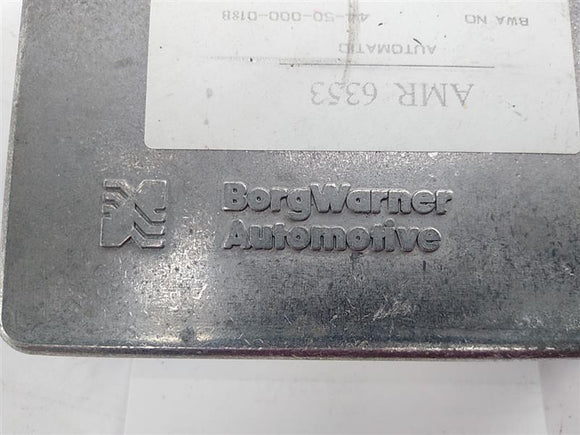 AMR 6353
AUTOMATIC
BWA NO 44-50-000-018B
BorgWarner
Automotive